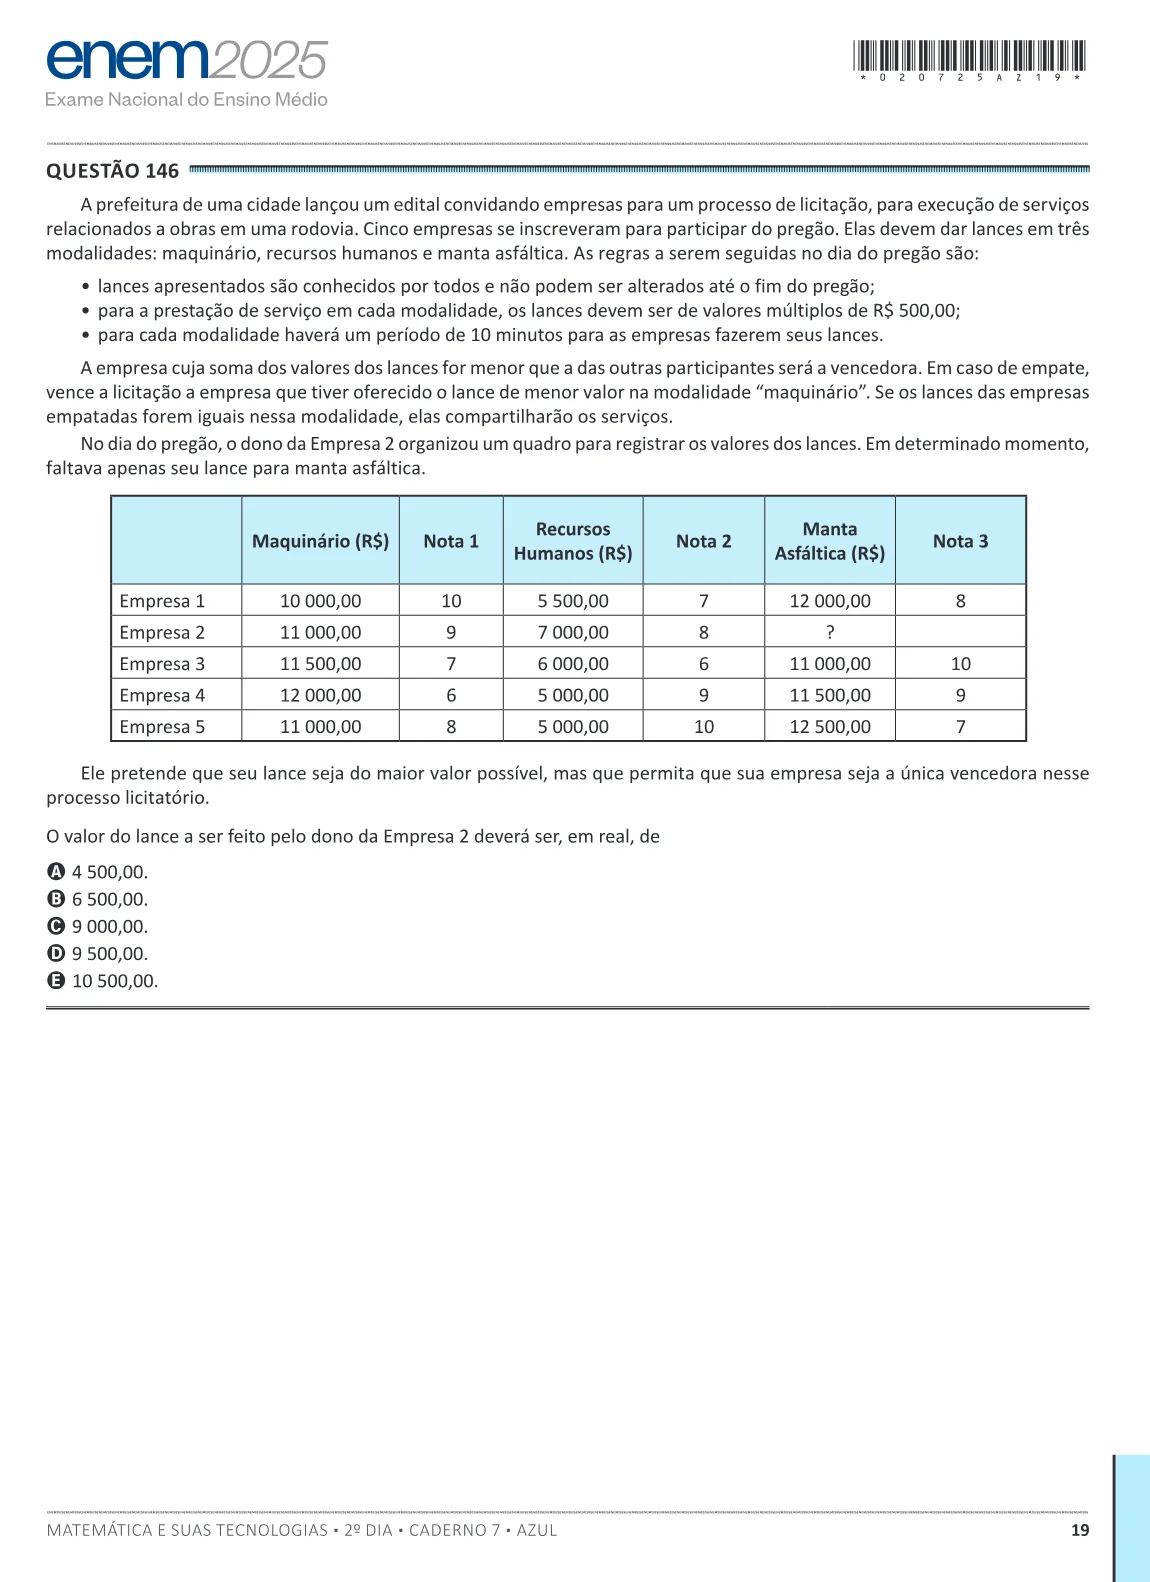 enem2025
Exame Nacional do Ensino Médio
*020725AZ19*
QUESTÃO 146
A prefeitura de uma cidade lançou um edital convidando empresas para um processo de licitação, para execução de serviços
relacionados a obras em uma rodovia. Cinco empresas se inscreveram para participar do pregão. Elas devem dar lances em três
modalidades: maquinário, recursos humanos e manta asfáltica. As regras a serem seguidas no dia do pregão são:
• lances apresentados são conhecidos por todos e não podem ser alterados até o fim do pregão;
• para a prestação de serviço em cada modalidade, os lances devem ser de valores múltiplos de R$ 500,00;
• para cada modalidade haverá um período de 10 minutos para as empresas fazerem seus lances.
A empresa cuja soma dos valores dos lances for menor que a das outras participantes será a vencedora. Em caso de empate,
vence a licitação a empresa que tiver oferecido o lance de menor valor na modalidade “maquinário”. Se os lances das empresas
empatadas forem iguais nessa modalidade, elas compartilharão os serviços.
No dia do pregão, o dono da Empresa 2 organizou um quadro para registrar os valores dos lances. Em determinado momento,
faltava apenas seu lance para manta asfáltica.
Maquinário (R$) Nota 1 Recursos Humanos (R$) Nota 2 Manta Asfáltica (R$) Nota 3
Empresa 1 10 000,00 10 5 500,00 7 12 000,00 8
Empresa 2 11 000,00 9 7 000,00 8 ?
Empresa 3 11 500,00 7 6 000,00 6 11 000,00 10
Empresa 4 12 000,00 6 5 000,00 9 11 500,00 9
Empresa 5 11 000,00 8 5 000,00 10 12 500,00 7
Ele pretende que seu lance seja do maior valor possível, mas que permita que sua empresa seja a única vencedora nesse
processo licitatório.
O valor do lance a ser feito pelo dono da Empresa 2 deverá ser, em real, de
A 4 500,00.
B 6 500,00.
C 9 000,00.
D 9 500,00.
E 10 500,00.
MATEMÁTICA E SUAS TECNOLOGIAS • 2º DIA • CADERNO 7 • AZUL
19